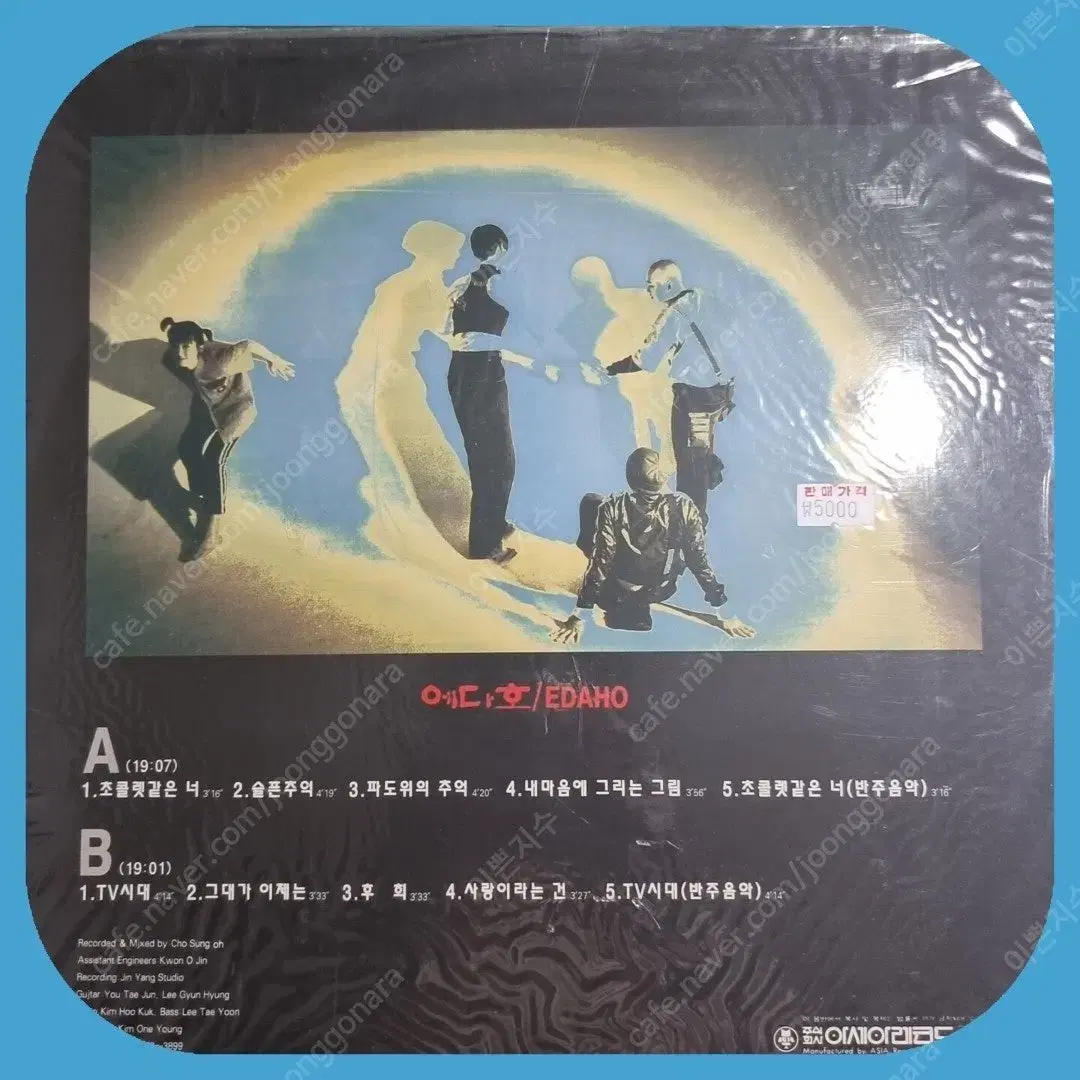 판매가격
₩5000
에다호/EDAHO
A (19:07)
1.초콜렛같은 너 3'16" 2.슬픈추억 4'19" 3.파도위의 추억 4'20" 4.내마음에 그리는 그림 3'56" 5.초콜렛같은 너(반주음악) 3'16"
B (19:01)
1.TV시대 4'14" 2.그대가 이제는 3'33" 3.후 회 3'33" 4.사랑이라는 건 3'27" 5.TV시대(반주음악) 4'14"
Recorded & Mixed by Cho Sung oh
Assistant Engineers Kwon O Jin
Recording Jin Yang Studio
Guitar You Tae Jun, Lee Gyun Hyung
Kim Hoo Kuk, Bass Lee Tae Yoon
Kim One Young
3899
주식회사 아세아레코드
Manufactured by ASIA
cafe.naver.com/joonggonara
이쁜지수